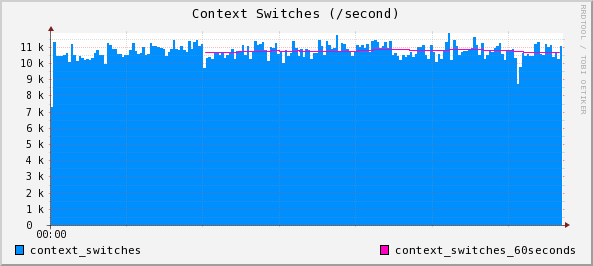 Context Switches (/second)
RRDTOOL / TOBI OETIKER
11 k
10 k
9 k
8 k
7 k
6 k
5 k
4 k
3 k
2 k
1 k
0
00:00
context_switches
context_switches_60seconds